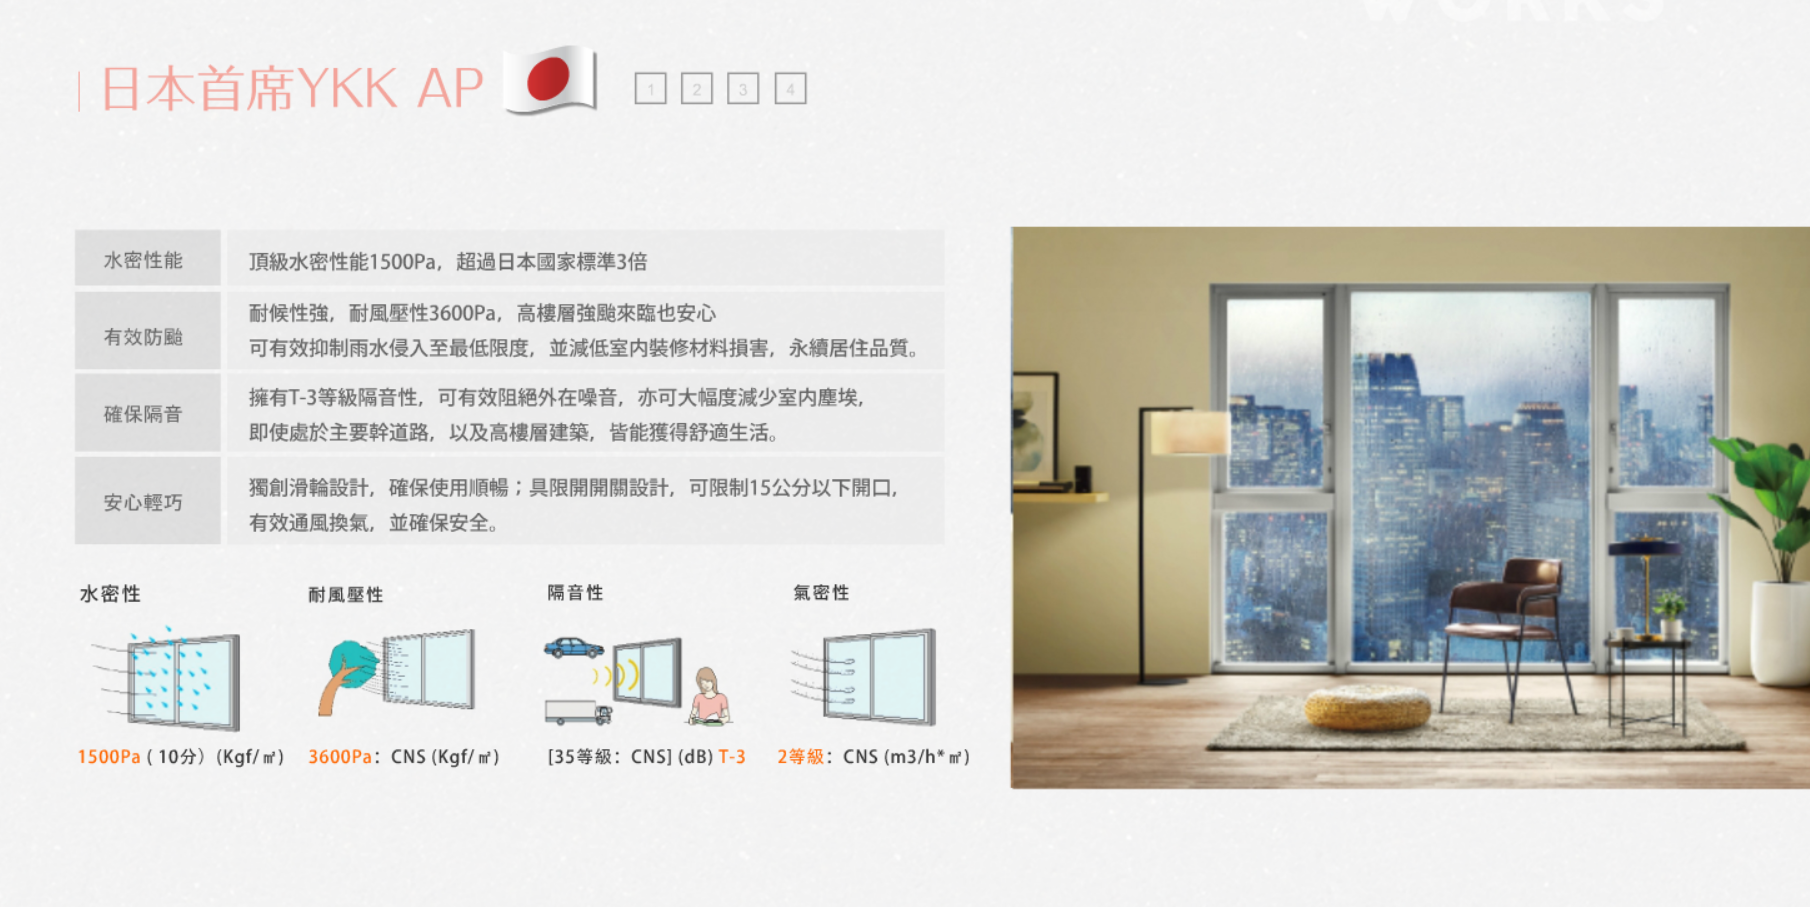 WORKS
日本首席YKK AP
1 2 3 4
水密性能
頂級水密性能1500Pa，超過日本國家標準3倍
有效防颱
耐候性強，耐風壓性3600Pa，高樓層強颱來臨也安心
可有效抑制雨水侵入至最低限度，並減低室内裝修材料損害，永續居住品質。
確保隔音
擁有T-3等級隔音性，可有效阻絕外在噪音，亦可大幅度減少室内塵埃，
即使處於主要幹道路，以及高樓層建築，皆能獲得舒適生活。
安心輕巧
獨創滑輪設計，確保使用順暢；具限開開關設計，可限制15公分以下開口，
有效通風換氣，並確保安全。
水密性
耐風壓性
隔音性
氣密性
1500Pa ( 10分）(Kgf/㎡)
3600Pa：CNS (Kgf/㎡)
[35等級：CNS] (dB) T-3
2等級：CNS (m3/h*㎡)